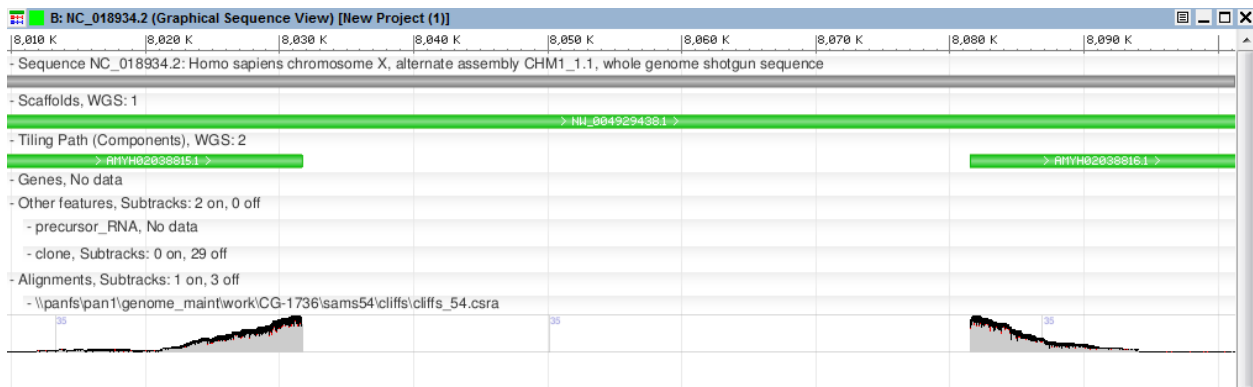 B: NC_018934.2 (Graphical Sequence View) [New Project (1)]
8,010 K 8,020 K 8,030 K 8,040 K 8,050 K 8,060 K 8,070 K 8,080 K 8,090 K
- Sequence NC_018934.2: Homo sapiens chromosome X, alternate assembly CHM1_1.1, whole genome shotgun sequence
- Scaffolds, WGS: 1
> NW_004929438.1 >
- Tiling Path (Components), WGS: 2
> AMYH02038815.1 > > AMYH02038816.1 >
- Genes, No data
- Other features, Subtracks: 2 on, 0 off
- precursor_RNA, No data
- clone, Subtracks: 0 on, 29 off
- Alignments, Subtracks: 1 on, 3 off
- \\panfs\pan1\genome_maint\work\CG-1736\sams54\cliffs\cliffs_54.csra
35 35 35